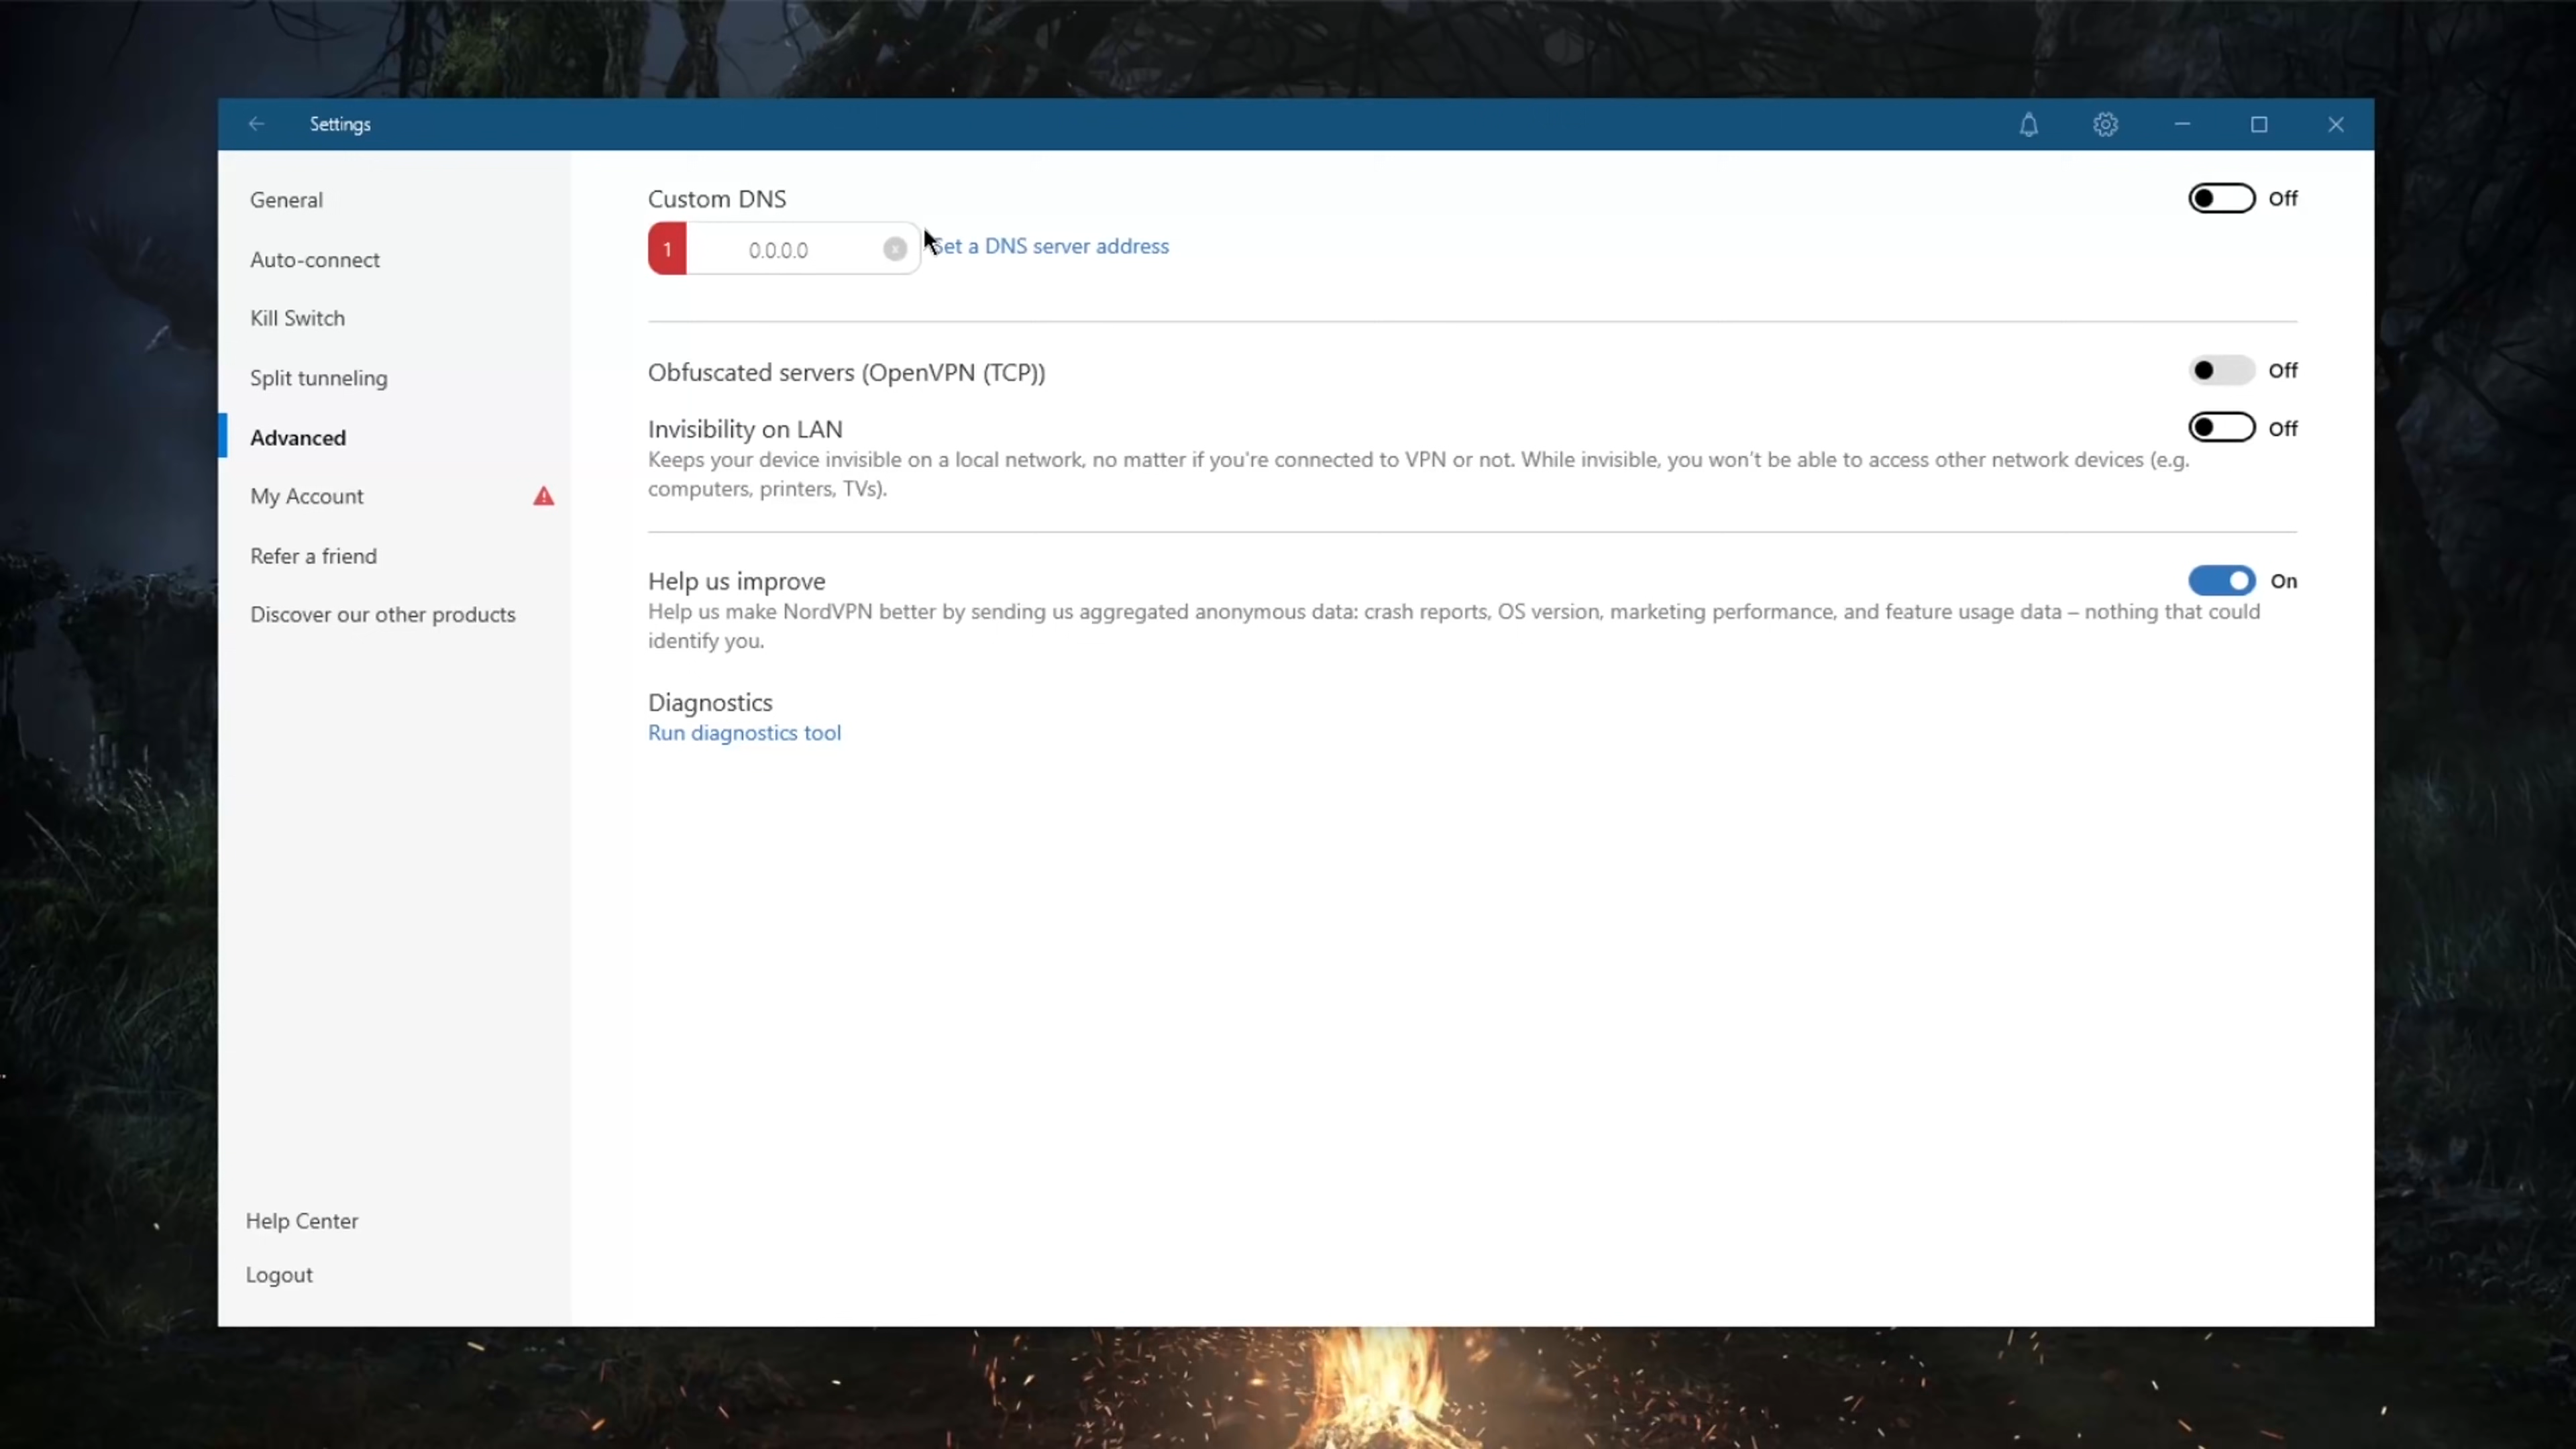 Settings
General
Auto-connect
Kill Switch
Split tunneling
Advanced
My Account
Refer a friend
Discover our other products
Help Center
Logout
Custom DNS
Off
1 0.0.0.0 x Set a DNS server address
Obfuscated servers (OpenVPN (TCP))
Off
Invisibility on LAN
Off
Keeps your device invisible on a local network, no matter if you're connected to VPN or not. While invisible, you won't be able to access other network devices (e.g.
computers, printers, TVs).
Help us improve
On
Help us make NordVPN better by sending us aggregated anonymous data: crash reports, OS version, marketing performance, and feature usage data – nothing that could
identify you.
Diagnostics
Run diagnostics tool